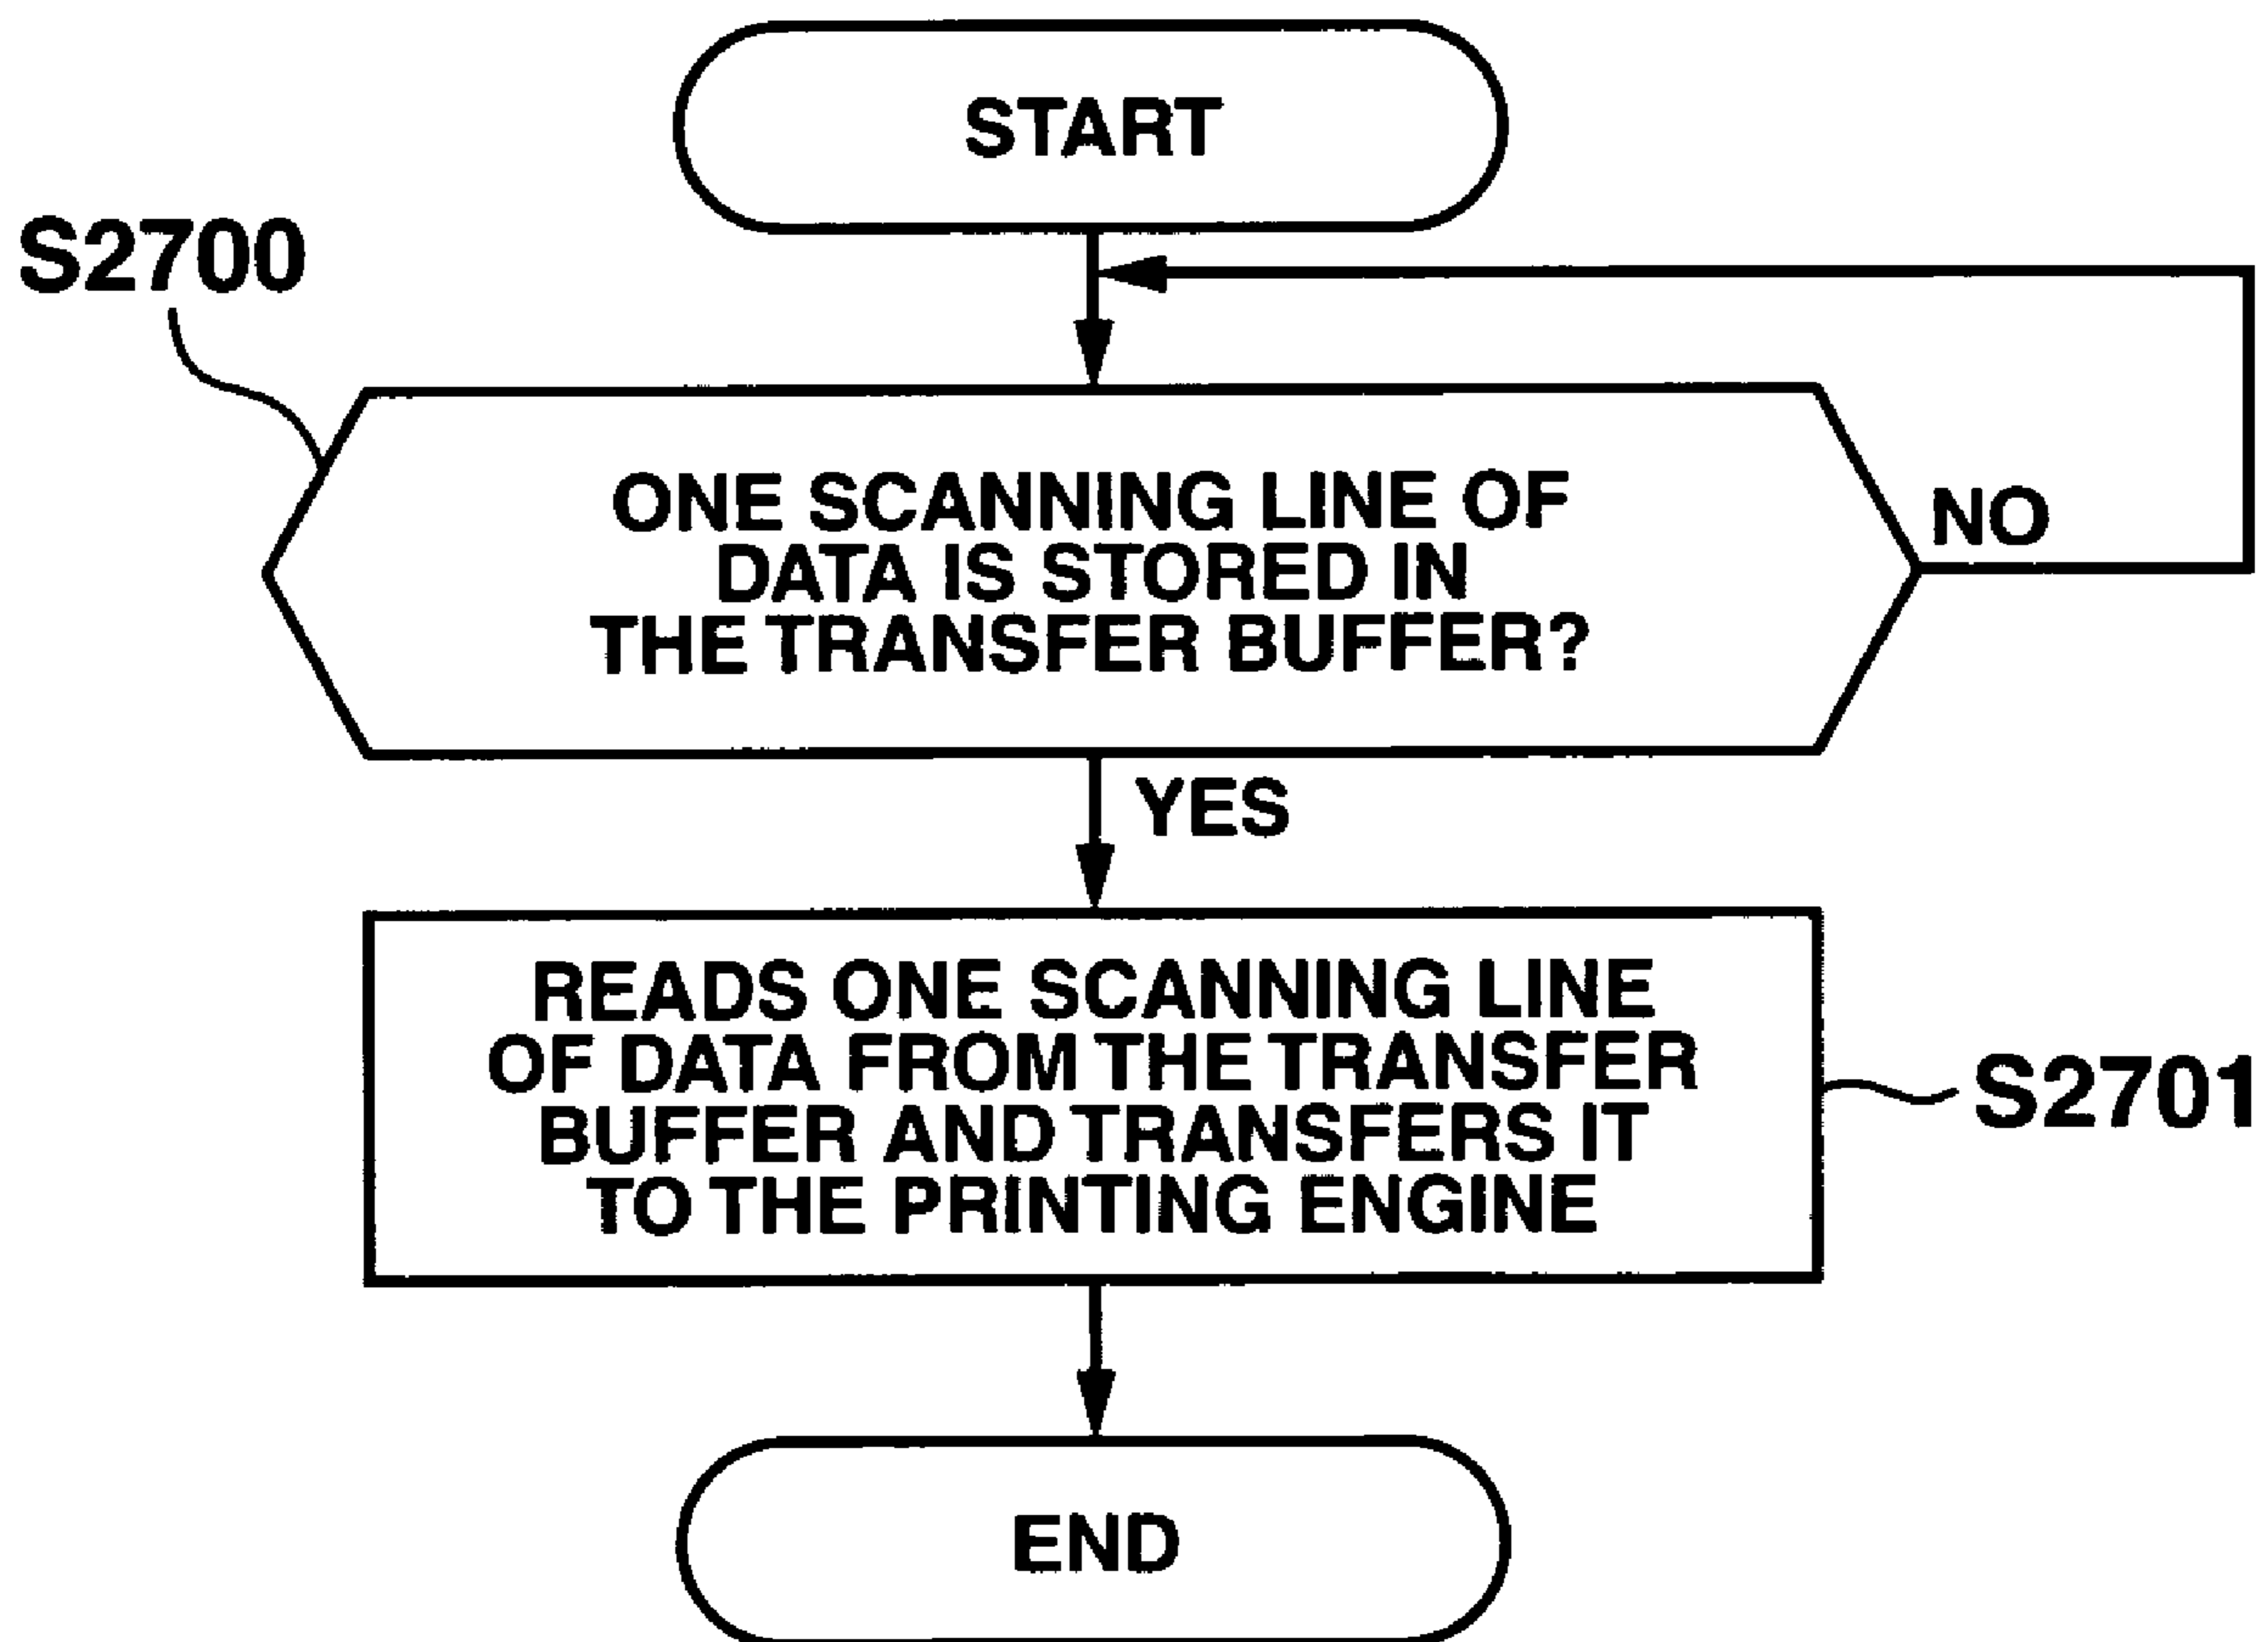 START
S2700
ONE SCANNING LINE OF
DATA IS STORED IN
THE TRANSFER BUFFER?
NO
YES
READS ONE SCANNING LINE
OF DATA FROM THE TRANSFER
BUFFER AND TRANSFERS IT
TO THE PRINTING ENGINE
S2701
END